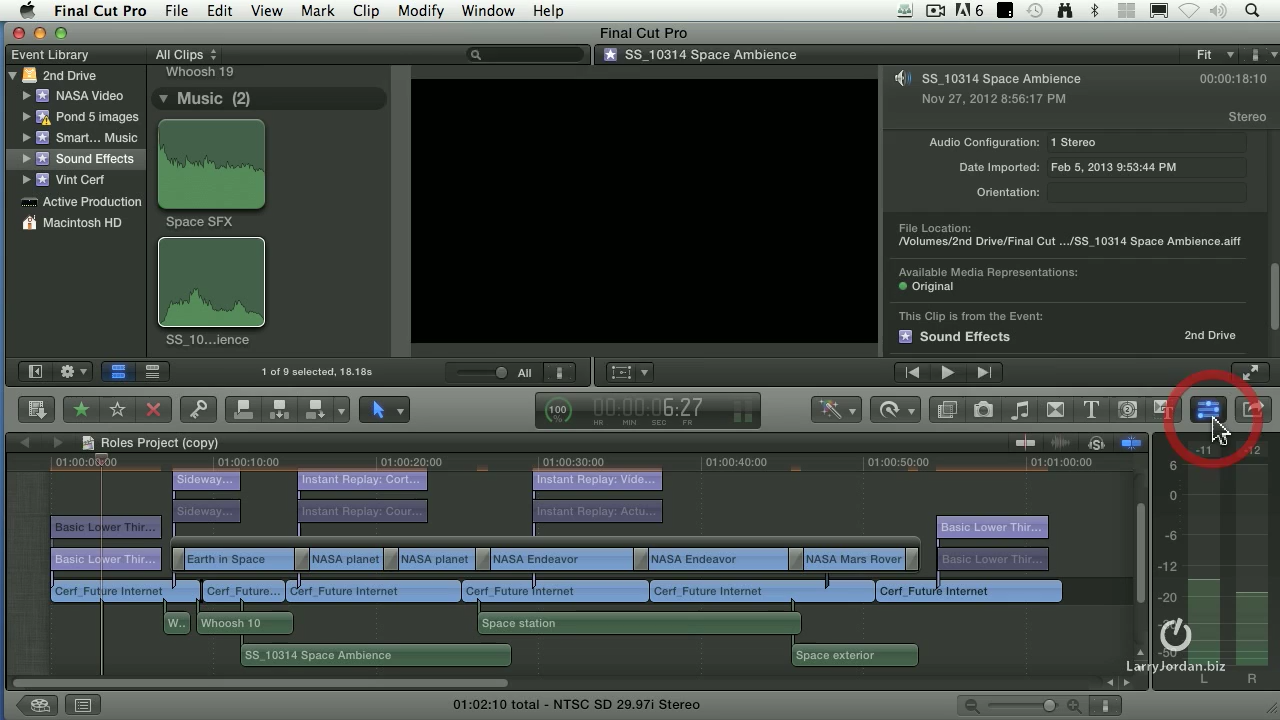 Final Cut Pro File Edit View Mark Clip Modify Window Help 6
Final Cut Pro
Event Library
All Clips
SS_10314 Space Ambience
Fit
2nd Drive
NASA Video
Pond 5 images
Smart... Music
Sound Effects
Vint Cerf
Active Production
Macintosh HD
Whoosh 19
Music (2)
Space SFX
SS_10...ience
SS_10314 Space Ambience 00:00:18:10
Nov 27, 2012 8:56:17 PM
Stereo
Audio Configuration: 1 Stereo
Date Imported: Feb 5, 2013 9:53:44 PM
Orientation:
File Location:
/Volumes/2nd Drive/Final Cut .../SS_10314 Space Ambience.aiff
Available Media Representations:
Original
This Clip is from the Event:
Sound Effects 2nd Drive
1 of 9 selected, 18.18s
All
100 00:00:06:27
HR MIN SEC FR
Roles Project (copy)
01:00:00:00 01:00:10:00 01:00:20:00 01:00:30:00 01:00:40:00 01:00:50:00 01:01:00:00
Sideway... Instant Replay: Cort... Instant Replay: Vide...
Sideway... Instant Replay: Cour... Instant Replay: Actu...
Basic Lower Thir... Basic Lower Thir...
Basic Lower Thir... Earth in Space NASA planet NASA planet NASA Endeavor NASA Endeavor NASA Mars Rover Basic Lower Thir...
Cerf_Future Internet Cerf_Future... Cerf_Future Internet Cerf_Future Internet Cerf_Future Internet Cerf_Future Internet
W.. Whoosh 10 Space station
SS_10314 Space Ambience Space exterior
-11 -12
6
0
-6
-12
-20
-50
L R
LarryJordan.biz
01:02:10 total - NTSC SD 29.97i Stereo